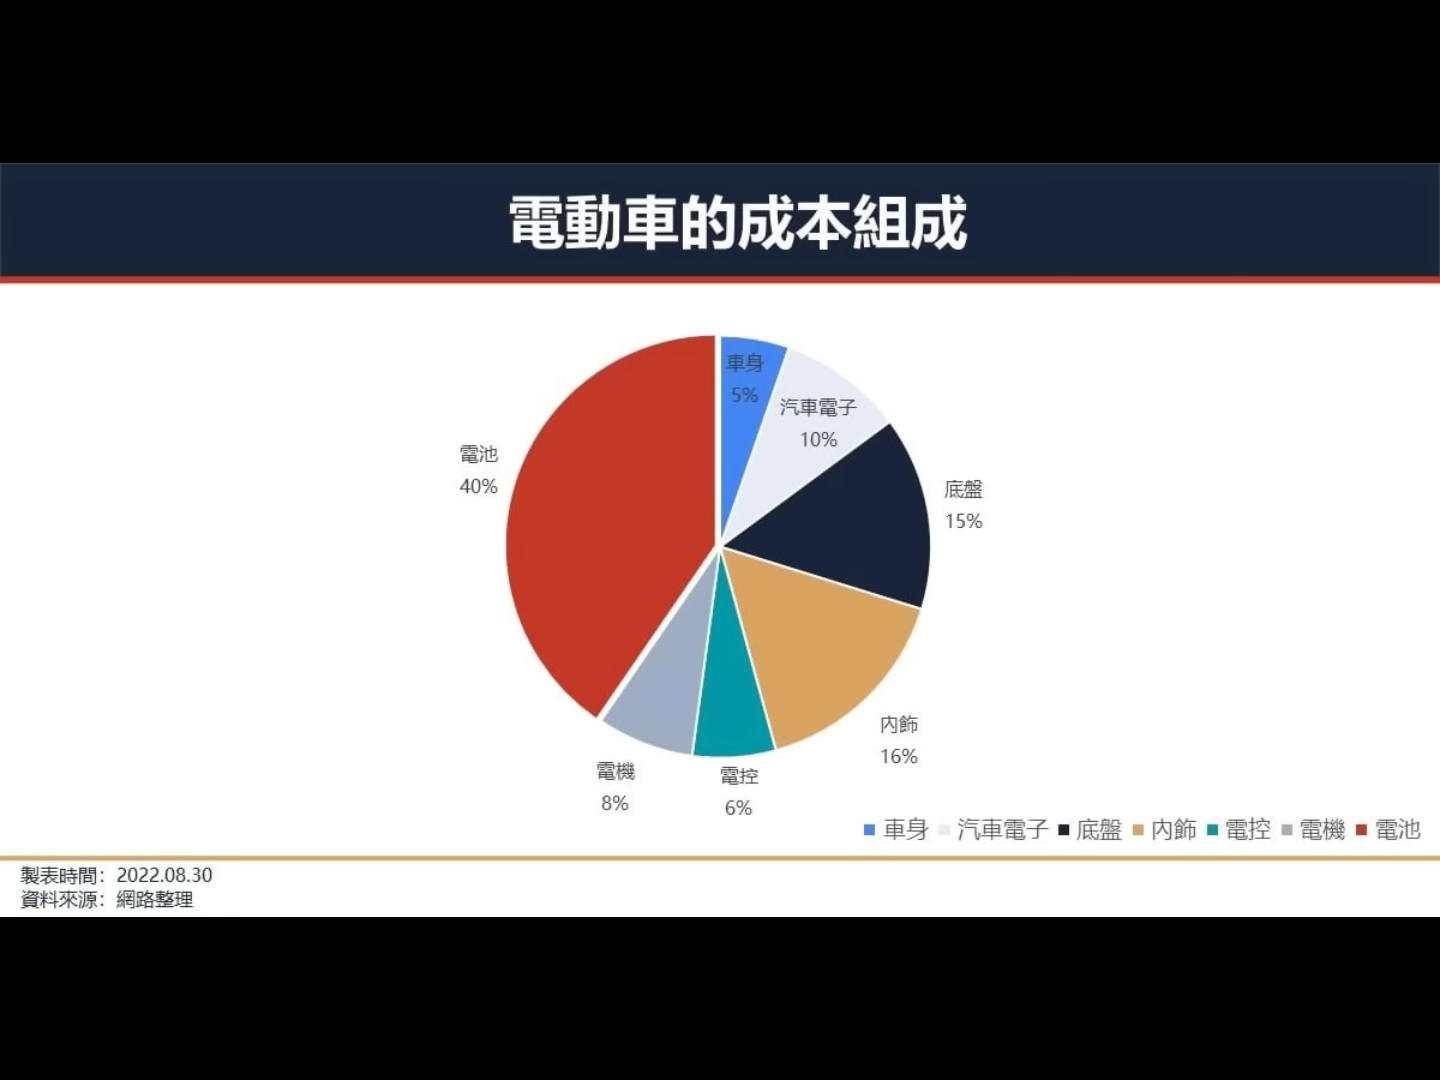 電動車的成本組成
車身
5%
汽車電子
10%
底盤
15%
內飾
16%
電控
6%
電機
8%
電池
40%
車身 汽車電子 底盤 內飾 電控 電機 電池
製表時間：2022.08.30
資料來源：網路整理